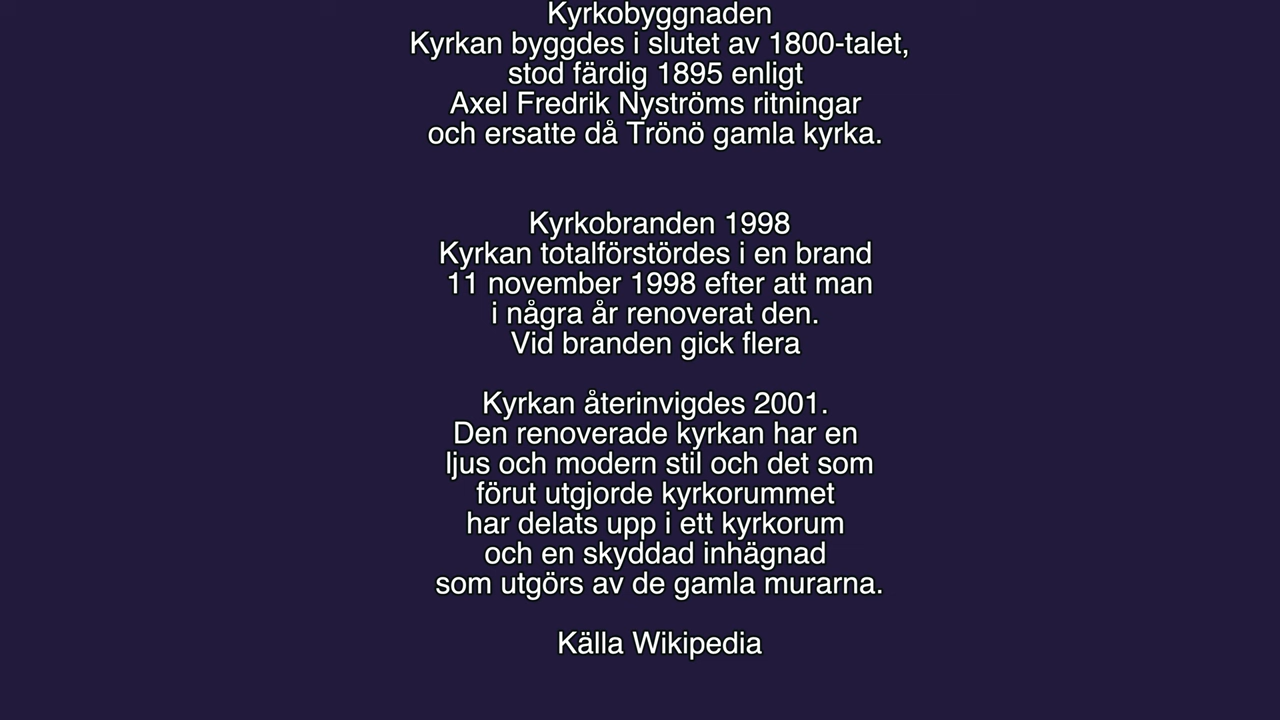 Kyrkobyggnaden
Kyrkan byggdes i slutet av 1800-talet,
stod färdig 1895 enligt
Axel Fredrik Nyströms ritningar
och ersatte då Trönö gamla kyrka.
Kyrkobranden 1998
Kyrkan totalförstördes i en brand
11 november 1998 efter att man
i några år renoverat den.
Vid branden gick flera
Kyrkan återinvigdes 2001.
Den renoverade kyrkan har en
ljus och modern stil och det som
förut utgjorde kyrkorummet
har delats upp i ett kyrkorum
och en skyddad inhägnad
som utgörs av de gamla murarna.
Källa Wikipedia